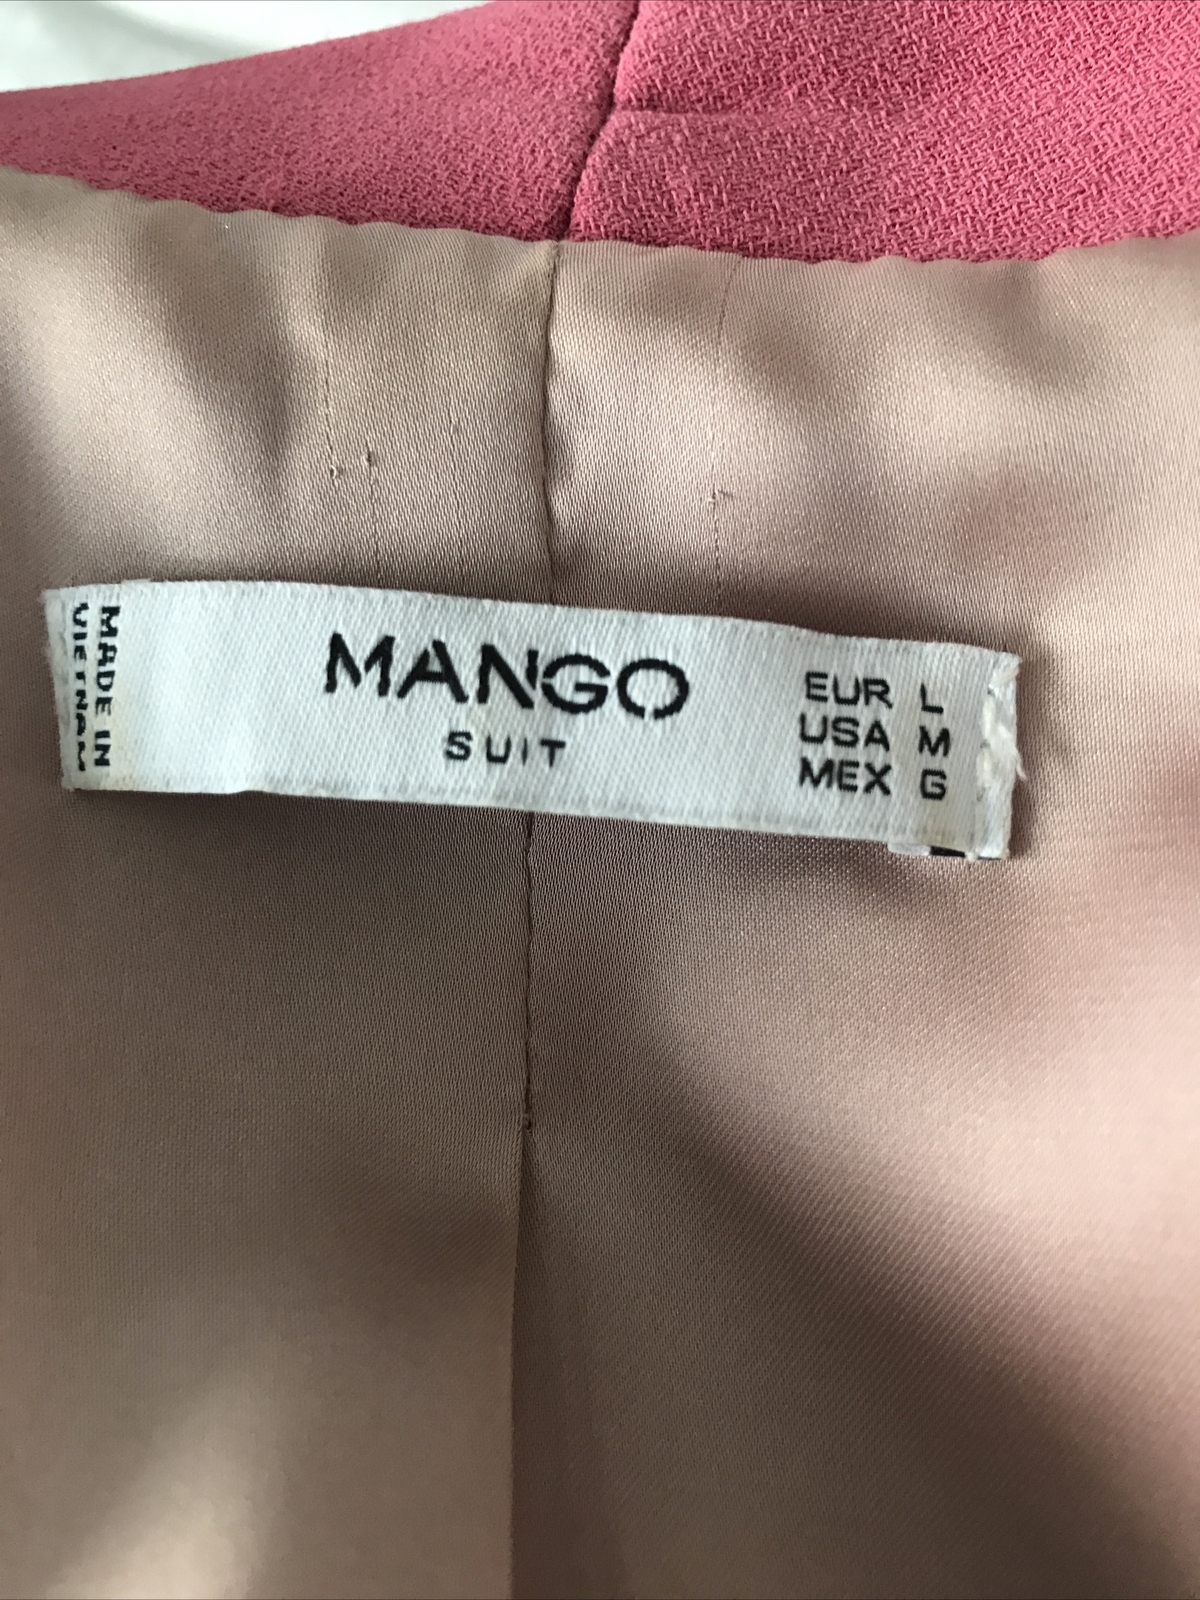 MADE IN
VIETNAM
MANGO
SUIT
EUR L
USA M
MEX G